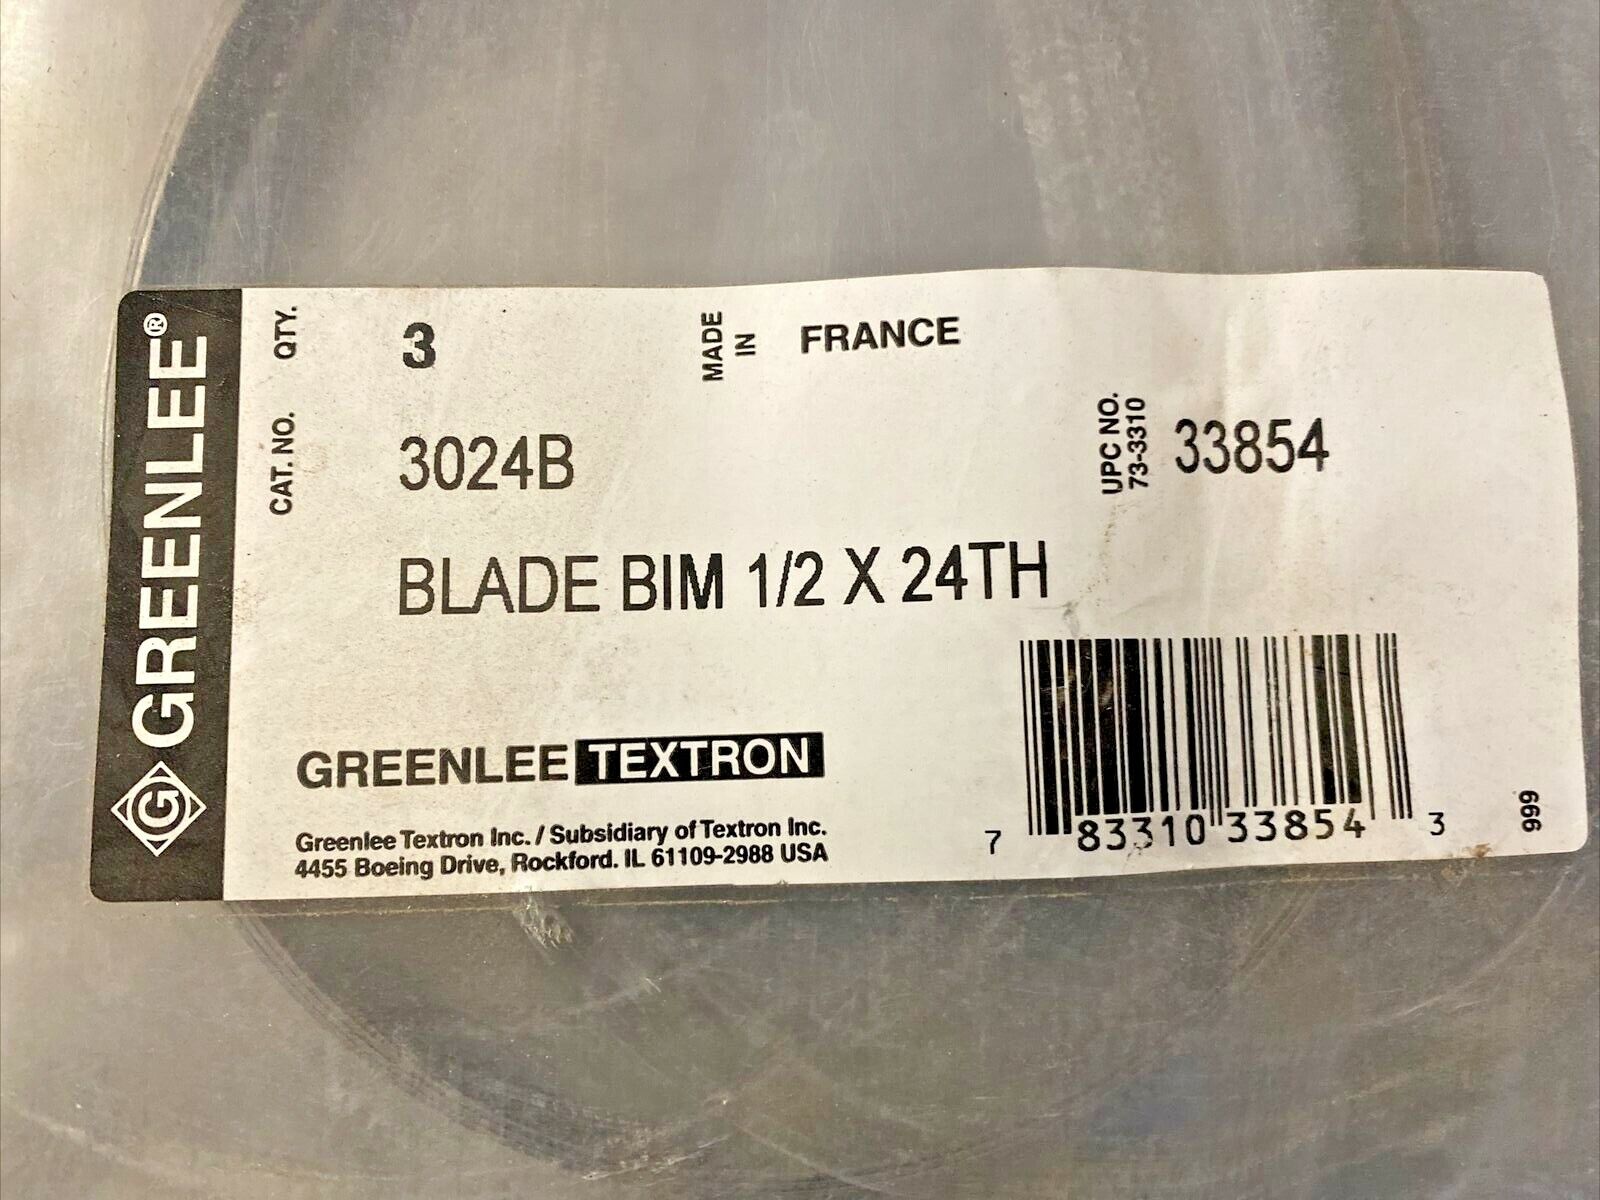 GREENLEE®
G
QTY. 3 MADE IN FRANCE
CAT. NO. 3024B UPC NO. 73-3310 33854
BLADE BIM 1/2 X 24TH
GREENLEE TEXTRON
Greenlee Textron Inc. / Subsidiary of Textron Inc.
4455 Boeing Drive, Rockford. IL 61109-2988 USA
7 83310 33854 3
999